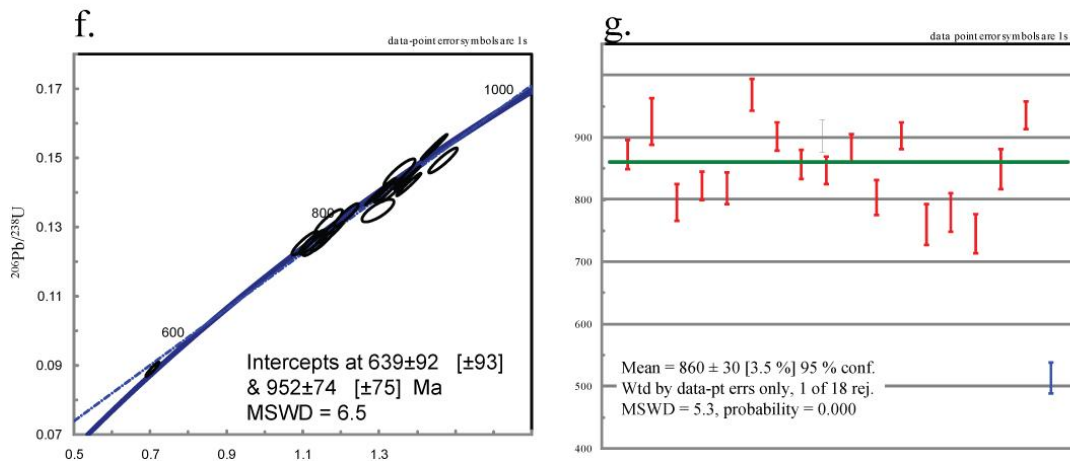 f.
data-point error symbols are 1s
0.17
0.15
0.13
0.11
0.09
0.07
206Pb/238U
1000
800
600
Intercepts at 639±92 [±93]
& 952±74 [±75] Ma
MSWD = 6.5
0.5 0.7 0.9 1.1 1.3
g.
data point error symbols are 1s
900
800
700
600
500
400
Mean = 860 ± 30 [3.5 %] 95 % conf.
Wtd by data-pt errs only, 1 of 18 rej.
MSWD = 5.3, probability = 0.000